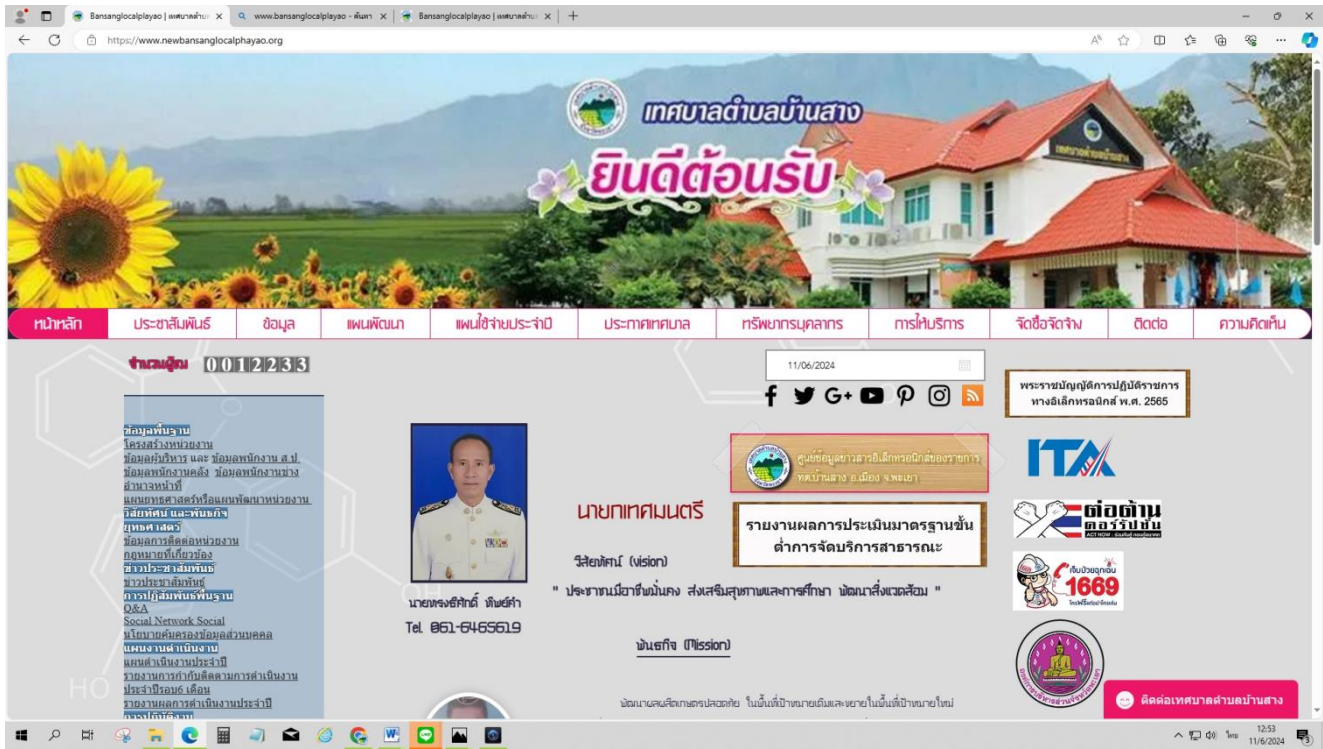 Bansanglocalplayao | เทศบาลตำบ
www.bansanglocalplayao - ค้นหา
Bansanglocalplayao | เทศบาลตำบ
https://www.newbansanglocalphayao.org
เทศบาลตำบลบ้านสาง
ยินดีต้อนรับ
เทศบาลตำบลบ้านสาง
หน้าหลัก
ประชาสัมพันธ์
ข้อมูล
แผนพัฒนา
แผนใช้จ่ายประจำปี
ประกาศเทศบาล
ทรัพยากรบุคลากร
การให้บริการ
จัดซื้อจัดจ้าง
ติดต่อ
ความคิดเห็น
จำนวนผู้ชม 0012233
11/06/2024
พระราชบัญญัติการปฏิบัติราชการ
ทางอิเล็กทรอนิกส์ พ.ศ. 2565
ข้อมูลพื้นฐาน
โครงสร้างหน่วยงาน
ข้อมูลผู้บริหาร และ ข้อมูลพนักงาน ส.ป.
ข้อมูลพนักงานคลัง ข้อมูลพนักงานช่าง
อำนาจหน้าที่
แผนยุทธศาสตร์หรือแผนพัฒนาหน่วยงาน
วิสัยทัศน์ และพันธกิจ
ยุทธศาสตร์
ข้อมูลการติดต่อหน่วยงาน
กฎหมายที่เกี่ยวข้อง
ข่าวประชาสัมพันธ์
ข่าวประชาสัมพันธ์
การปฏิสัมพันธ์พื้นฐาน
Q&A
Social Network Social
นโยบายคุ้มครองข้อมูลส่วนบุคคล
แผนงานดำเนินงาน
แผนดำเนินงานประจำปี
รายงานการกำกับติดตามการดำเนินงาน
ประจำปีรอบ6 เดือน
รายงานผลการดำเนินงานประจำปี
การปฏิบัติงาน
นายทรงศักดิ์ ทิพย์คำ
Tel. 061-6465619
นายกเทศมนตรี
ศูนย์ข้อมูลข่าวสารอิเล็กทรอนิกส์ของราชการ
ทต.บ้านสาง อ.เมือง จ.พะเยา
รายงานผลการประเมินมาตรฐานขั้น
ต่ำการจัดบริการสาธารณะ
วิสัยทัศน์ (vision)
" ประชาชนมีอาชีพมั่นคง ส่งเสริมสุขภาพและการศึกษา พัฒนาสิ่งแวดล้อม "
พันธกิจ (Mission)
พัฒนาผลผลิตเกษตรปลอดภัย ในพื้นที่เป้าหมายเดิมและขยายในพื้นที่เป้าหมายใหม่
ITA
ต่อต้าน
คอร์รัปชั่น
เจ็บป่วยฉุกเฉิน
1669
ติดต่อเทศบาลตำบลบ้านสาง
ไทย
12:53
11/6/2024